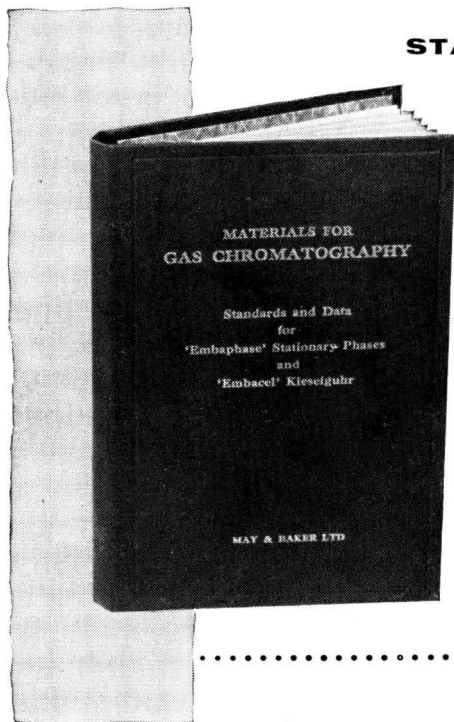 STA
MATERIALS FOR
GAS CHROMATOGRAPHY
Standards and Data
for
'Embaphase' Stationary Phases
and
'Embacel' Kieselguhr
MAY & BAKER LTD